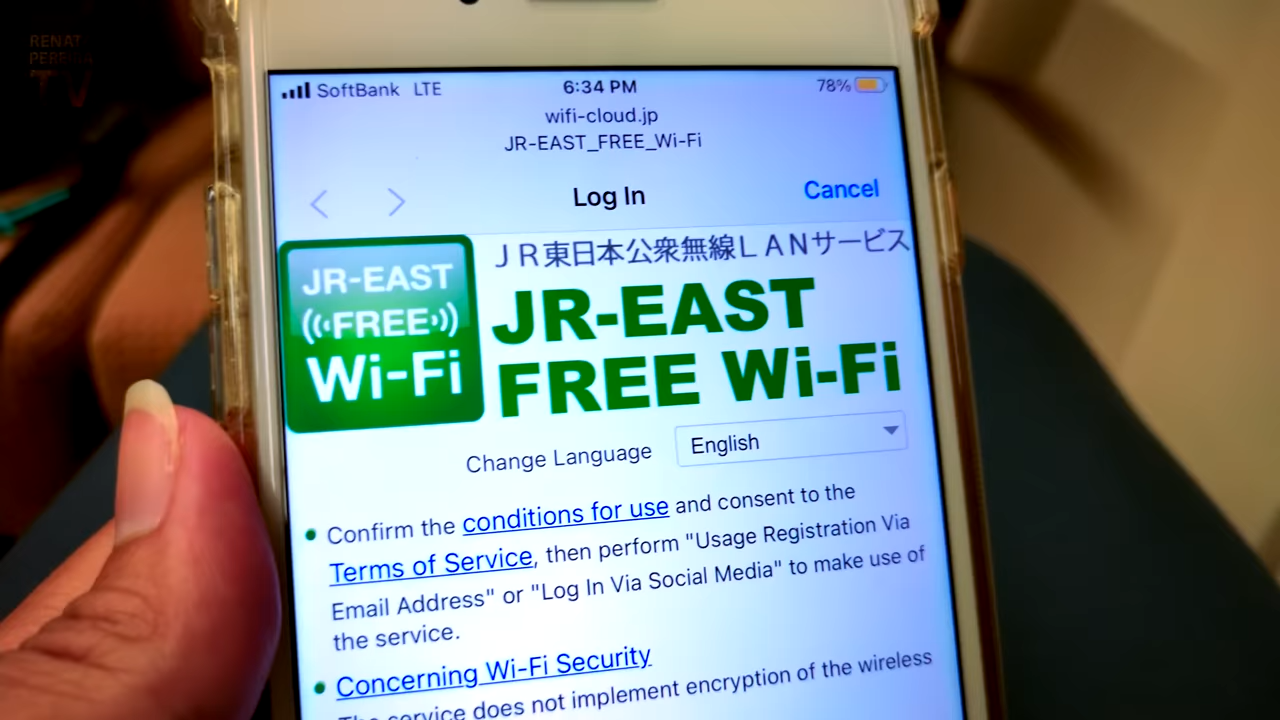 RENAT
PEREIRA
TV
SoftBank LTE 6:34 PM 78%
wifi-cloud.jp
JR-EAST_FREE_Wi-Fi
Log In Cancel
JR-EAST
FREE
Wi-Fi
JR東日本公衆無線LANサービス
JR-EAST
FREE Wi-Fi
Change Language English
Confirm the conditions for use and consent to the
Terms of Service, then perform "Usage Registration Via
Email Address" or "Log In Via Social Media" to make use of
the service.
Concerning Wi-Fi Security
The service does not implement encryption of the wireless